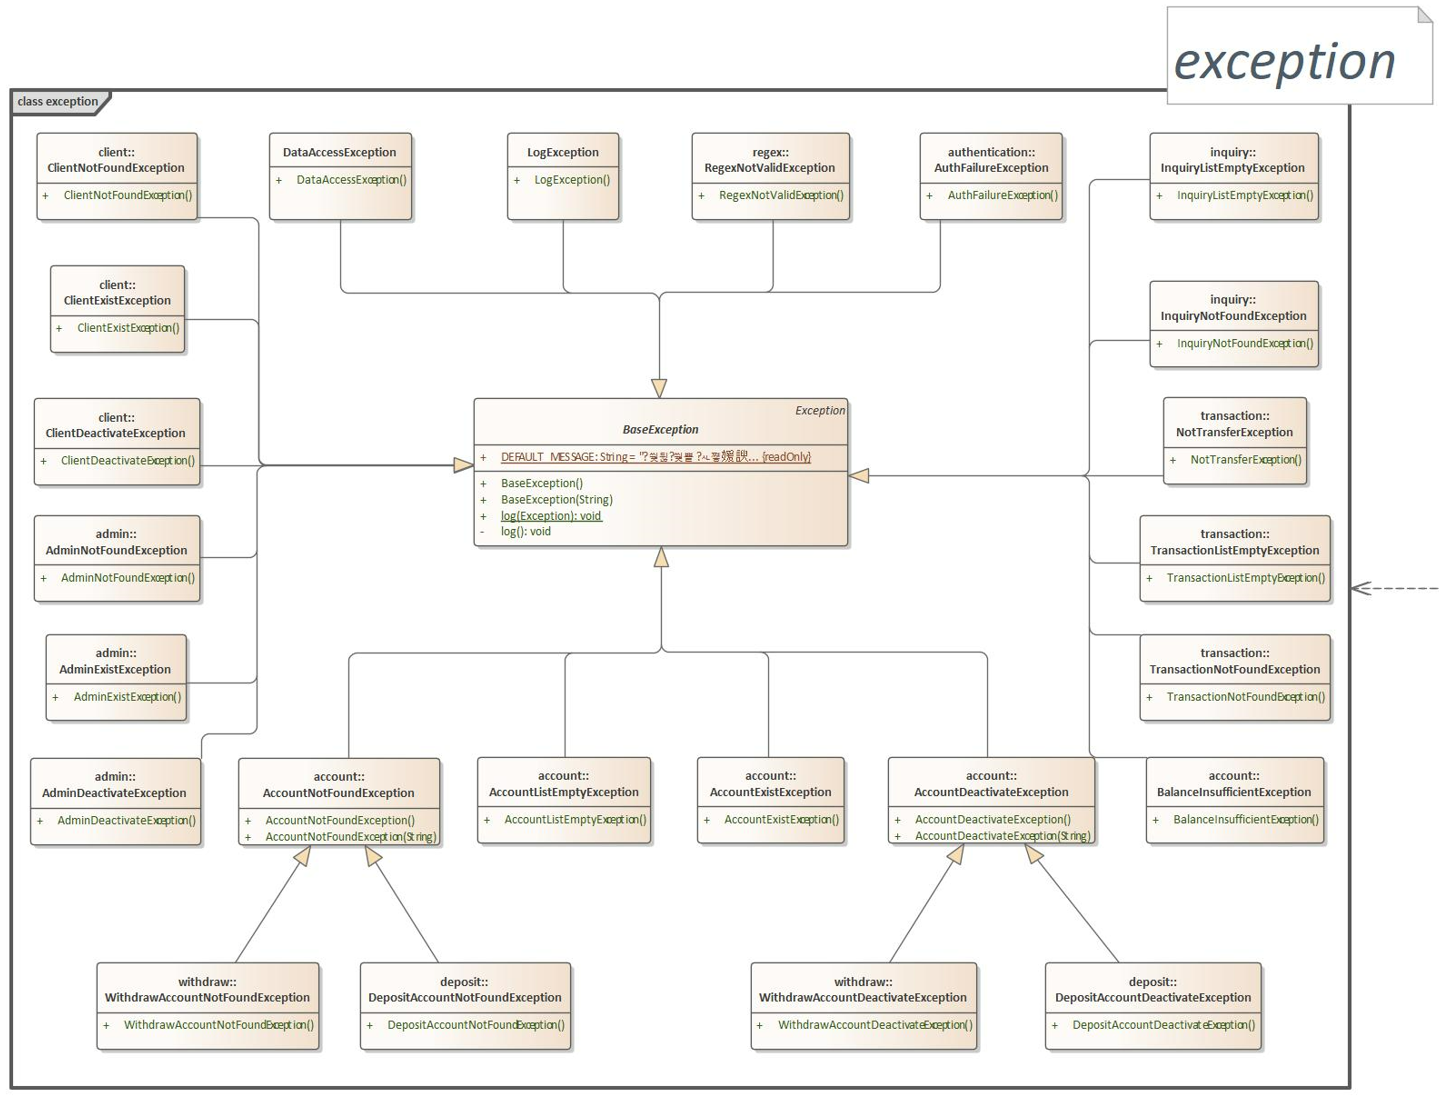 exception
class exception
client::
ClientNotFoundException
+ ClientNotFoundException()
DataAccessException
+ DataAccessException()
LogException
+ LogException()
regex::
RegexNotValidException
+ RegexNotValidException()
authentication::
AuthFailureException
+ AuthFailureException()
inquiry::
InquiryListEmptyException
+ InquiryListEmptyException()
client::
ClientExistException
+ ClientExistException()
inquiry::
InquiryNotFoundException
+ InquiryNotFoundException()
client::
ClientDeactivateException
+ ClientDeactivateException()
Exception
BaseException
+ DEFAULT_MESSAGE: String = "? ... {readOnly}
+ BaseException()
+ BaseException(String)
+ log(Exception): void
- log(): void
transaction::
NotTransferException
+ NotTransferException()
admin::
AdminNotFoundException
+ AdminNotFoundException()
transaction::
TransactionListEmptyException
+ TransactionListEmptyException()
admin::
AdminExistException
+ AdminExistException()
transaction::
TransactionNotFoundException
+ TransactionNotFoundException()
admin::
AdminDeactivateException
+ AdminDeactivateException()
account::
AccountNotFoundException
+ AccountNotFoundException()
+ AccountNotFoundException(String)
account::
AccountListEmptyException
+ AccountListEmptyException()
account::
AccountExistException
+ AccountExistException()
account::
AccountDeactivateException
+ AccountDeactivateException()
+ AccountDeactivateException(String)
account::
BalanceInsufficientException
+ BalanceInsufficientException()
withdraw::
WithdrawAccountNotFoundException
+ WithdrawAccountNotFoundException()
deposit::
DepositAccountNotFoundException
+ DepositAccountNotFoundException()
withdraw::
WithdrawAccountDeactivateException
+ WithdrawAccountDeactivateException()
deposit::
DepositAccountDeactivateException
+ DepositAccountDeactivateException()